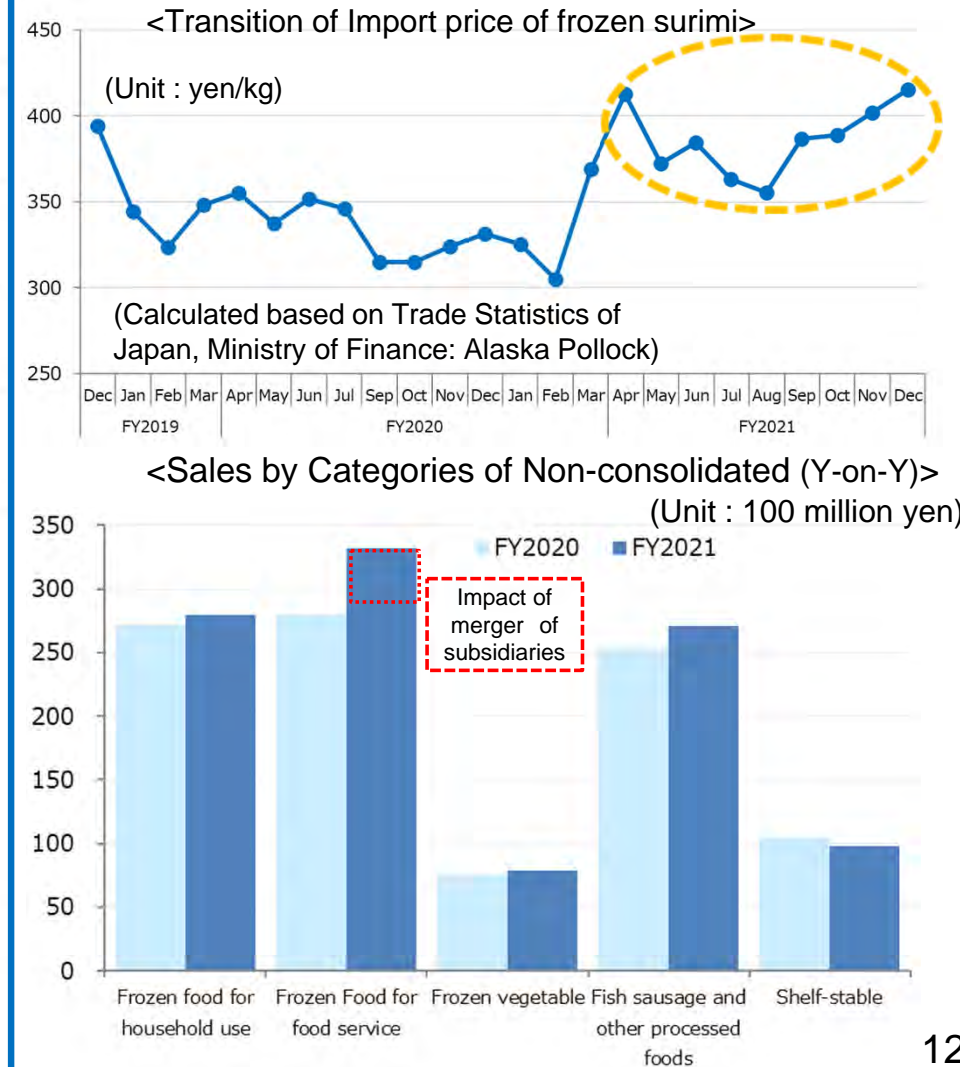 <Transition of Import price of frozen surimi>
(Unit : yen/kg)
450
400
350
300
250
(Calculated based on Trade Statistics of
Japan, Ministry of Finance: Alaska Pollock)
Dec Jan Feb Mar Apr May Jun Jul Sep Oct Nov Dec Jan Feb Mar Apr May Jun Jul Aug Sep Oct Nov Dec
FY2019 FY2020 FY2021
<Sales by Categories of Non-consolidated (Y-on-Y)>
(Unit : 100 million yen)
FY2020 FY2021
350
300
250
200
150
100
50
0
Impact of
merger of
subsidiaries
Frozen food for Frozen Food for Frozen vegetable Fish sausage and Shelf-stable
household use food service other processed
foods
12